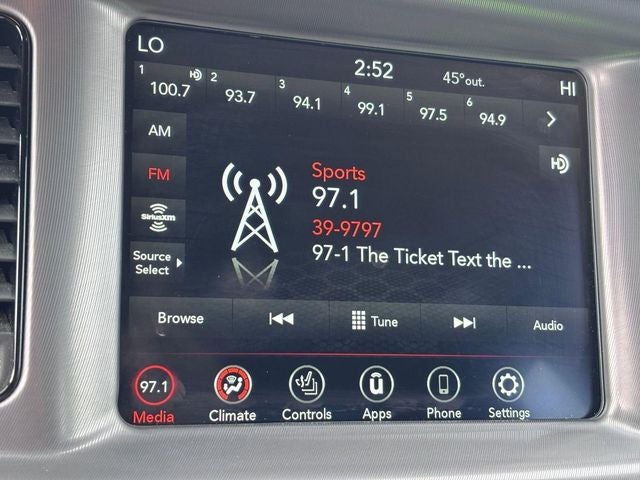 LO 2:52 45°out. HI
1 100.7 HD 2 93.7 3 94.1 4 99.1 5 97.5 6 94.9
AM
HD
FM
Sports
97.1
SiriusXM
39-9797
97-1 The Ticket Text the ...
Source
Select
Browse Tune Audio
97.1
Media Climate Controls Apps Phone Settings